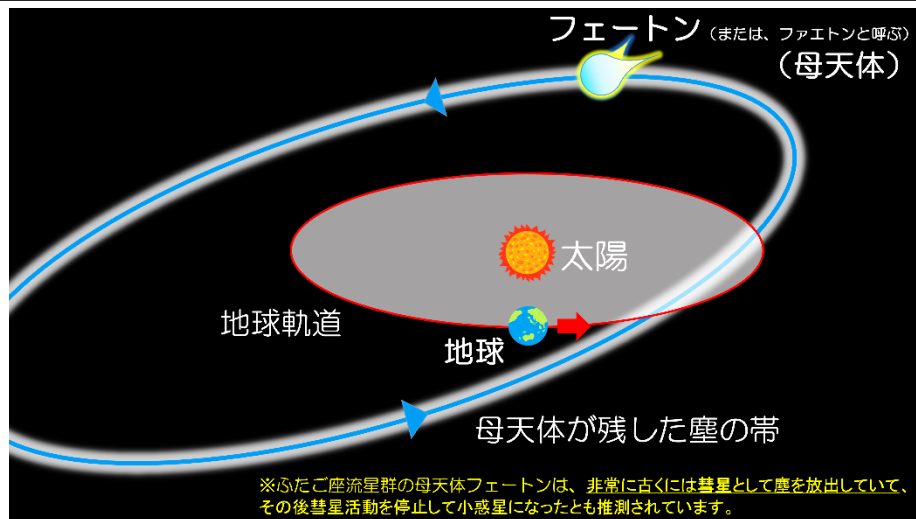 フェートン（または、ファエトンと呼ぶ）
（母天体）
太陽
地球軌道
地球
母天体が残した塵の帯
※ふたご座流星群の母天体フェートンは、非常に古くには彗星として塵を放出していて、
その後彗星活動を停止して小惑星になったとも推測されています。